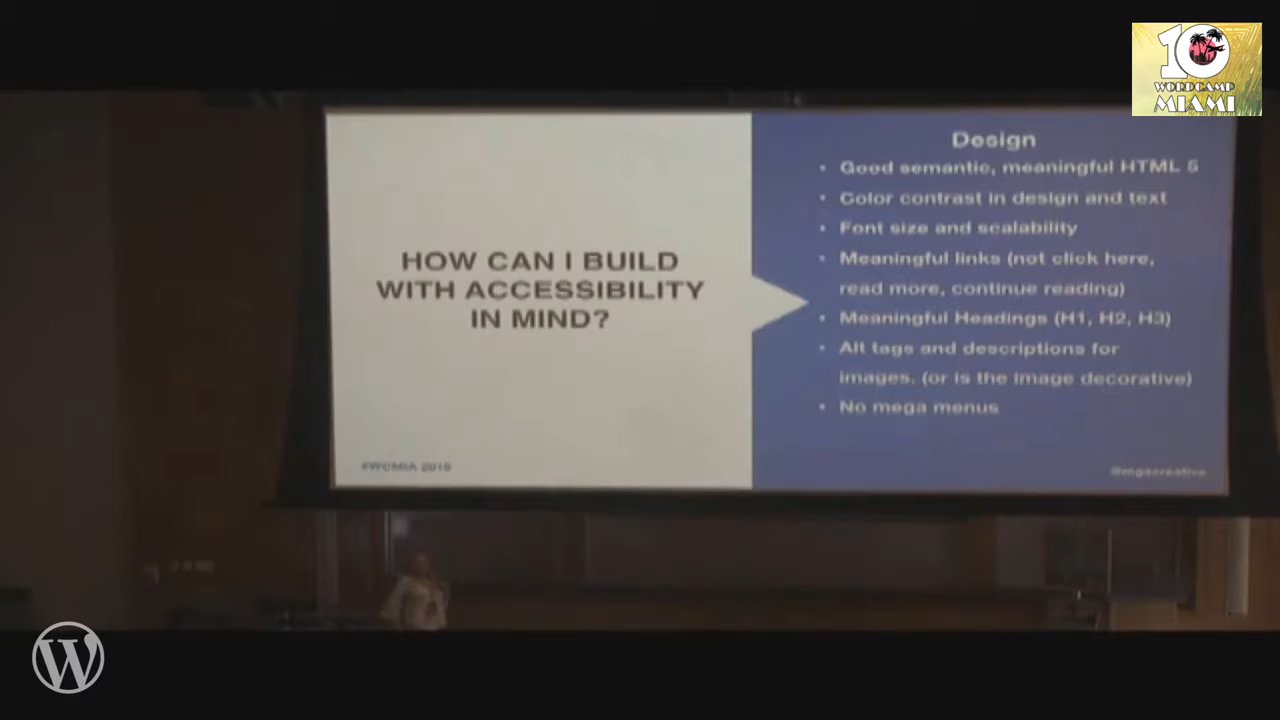 10
WORDCAMP
MIAMI
HOW CAN I BUILD
WITH ACCESSIBILITY
IN MIND?
Design
• Good semantic, meaningful HTML 5
• Color contrast in design and text
• Font size and scalability
• Meaningful links (not click here,
read more, continue reading)
• Meaningful Headings (H1, H2, H3)
• Alt tags and descriptions for
images. (or is the image decorative)
• No mega menus
#WCMIA 2018
@mgacreative
W